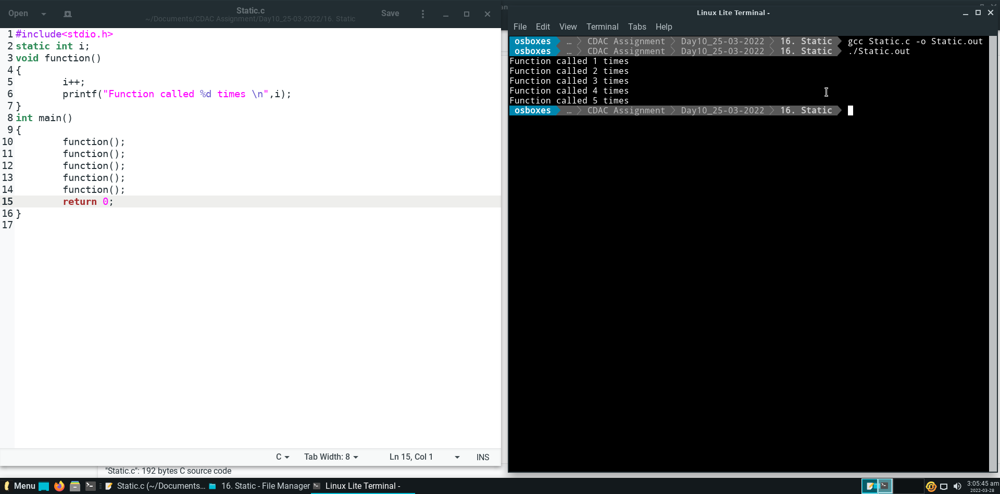 Open
Static.c
~/Documents/CDAC Assignment/Day10_25-03-2022/16. Static
Save
1 #include<stdio.h>
2 static int i;
3 void function()
4 {
5 i++;
6 printf("Function called %d times \n",i);
7 }
8 int main()
9 {
10 function();
11 function();
12 function();
13 function();
14 function();
15 return 0;
16 }
17
C Tab Width: 8 Ln 15, Col 1 INS
"Static.c": 192 bytes C source code
Linux Lite Terminal -
File Edit View Terminal Tabs Help
osboxes … CDAC Assignment Day10_25-03-2022 16. Static gcc Static.c -o Static.out
osboxes … CDAC Assignment Day10_25-03-2022 16. Static ./Static.out
Function called 1 times
Function called 2 times
Function called 3 times
Function called 4 times
Function called 5 times
osboxes … CDAC Assignment Day10_25-03-2022 16. Static
Menu Static.c (~/Documents... 16. Static - File Manager Linux Lite Terminal - 3:05:45 am
2022-03-28